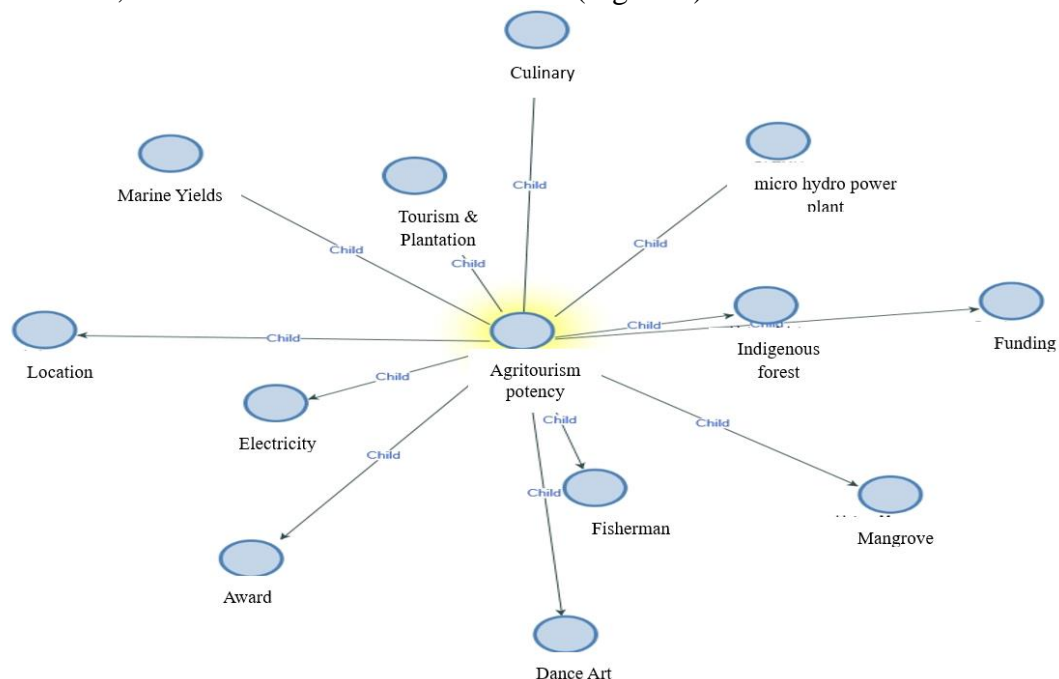 Culinary
Child
Marine Yields
Child
Tourism &
Plantation
Child
micro hydro power
plant
Child
Location
Child
Agritourism
potency
Child
Indigenous
forest
Child
Funding
Electricity
Child
Award
Child
Child
Fisherman
Child
Dance Art
Child
Mangrove